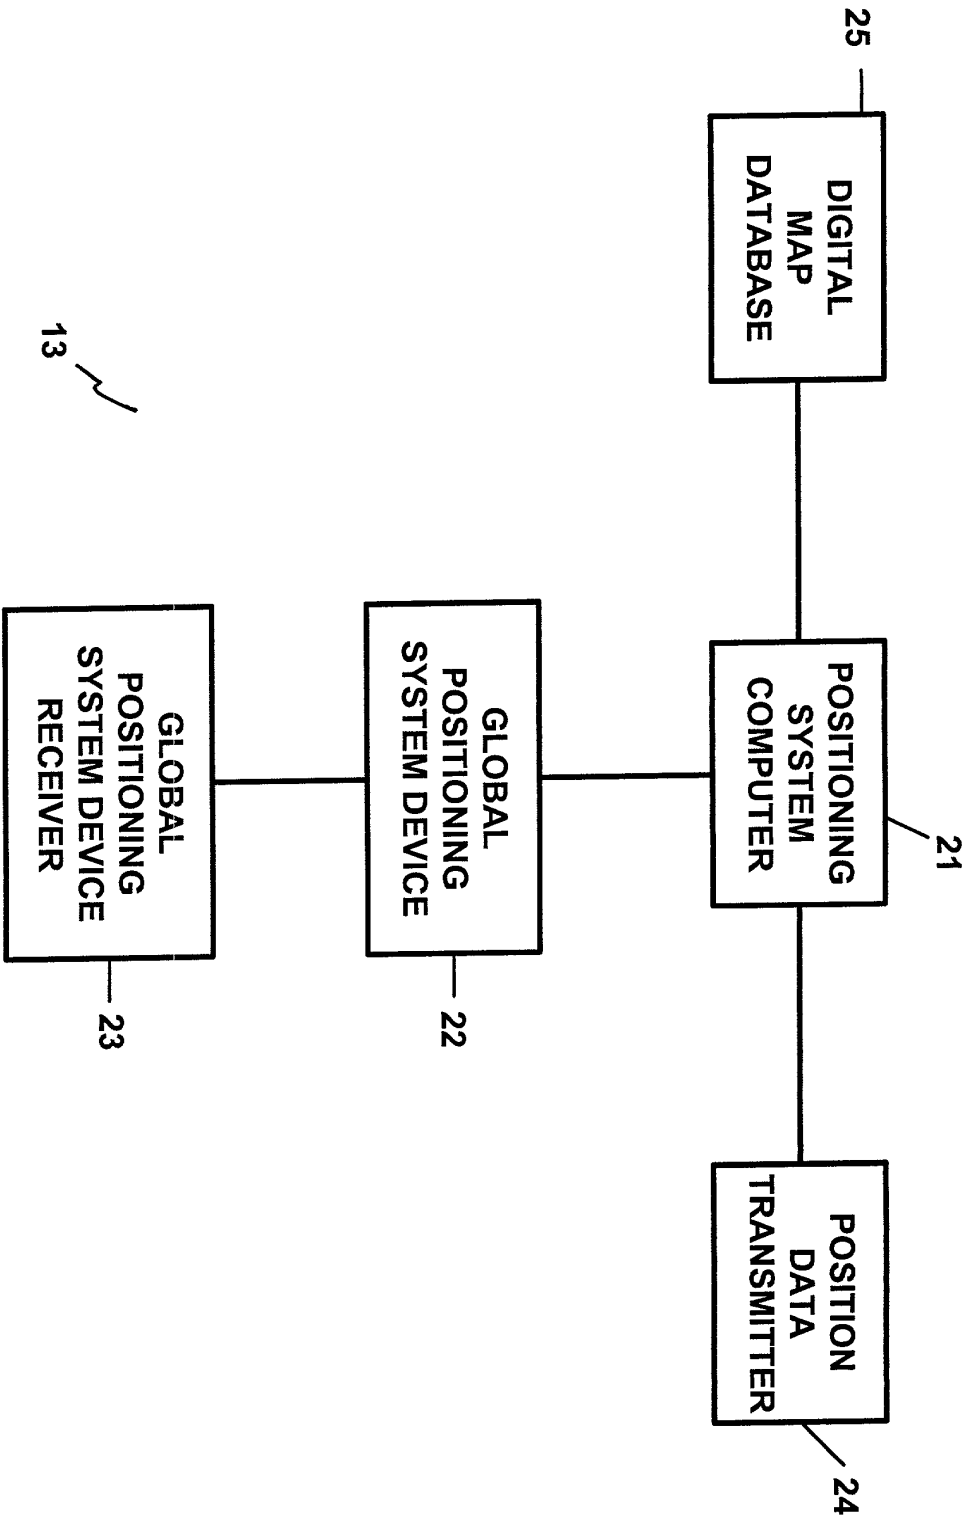 25
DIGITAL
MAP
DATABASE
21
POSITIONING
SYSTEM
COMPUTER
POSITION
DATA
TRANSMITTER
24
GLOBAL
POSITIONING
SYSTEM DEVICE
22
13
GLOBAL
POSITIONING
SYSTEM DEVICE
RECEIVER
23